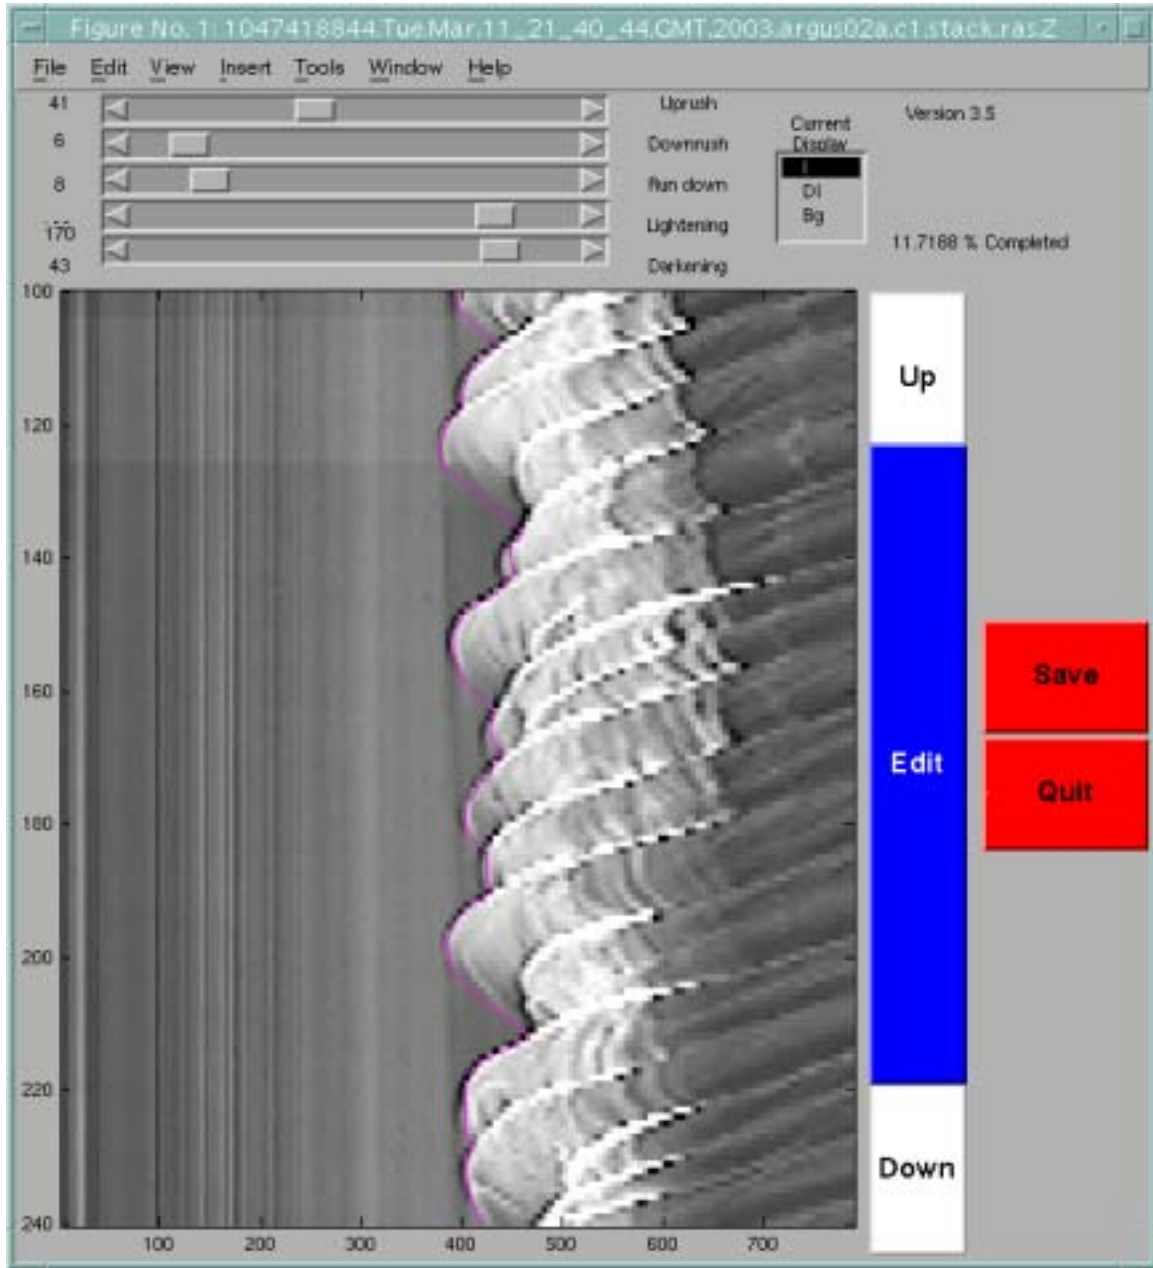 Figure No. 1: 1047418844.Tue.Mar.11_21_40_44.GMT.2003.argus02a.c1.stack.ras.Z
File Edit View Insert Tools Window Help
41 Uprush
6 Downrush
8 Run down
170 Lightening
43 Darkening
Current
Display
I
DI
Bg
Version 3.5
11.7188 % Completed
100
120
140
160
180
200
220
240
100 200 300 400 500 600 700
Up
Edit
Down
Save
Quit